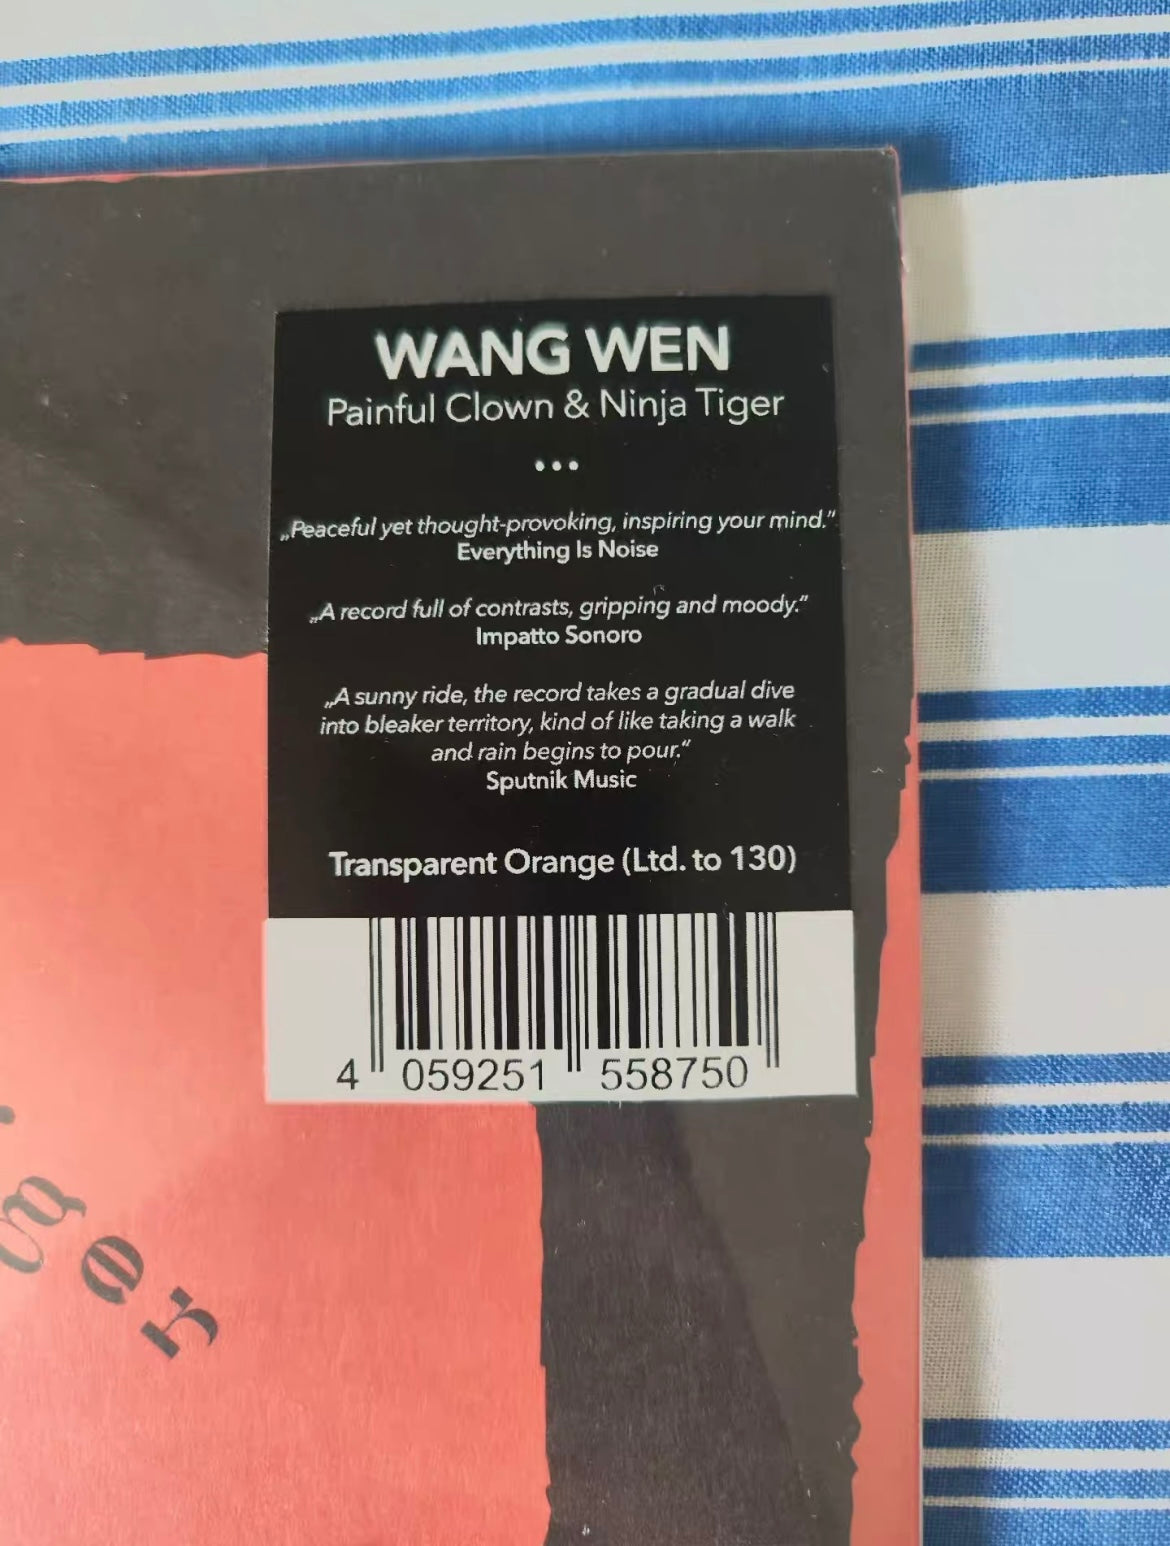 WANG WEN
Painful Clown & Ninja Tiger
•••
„Peaceful yet thought-provoking, inspiring your mind.“
Everything Is Noise
„A record full of contrasts, gripping and moody.“
Impatto Sonoro
„A sunny ride, the record takes a gradual dive
into bleaker territory, kind of like taking a walk
and rain begins to pour.“
Sputnik Music
Transparent Orange (Ltd. to 130)
4 059251 558750